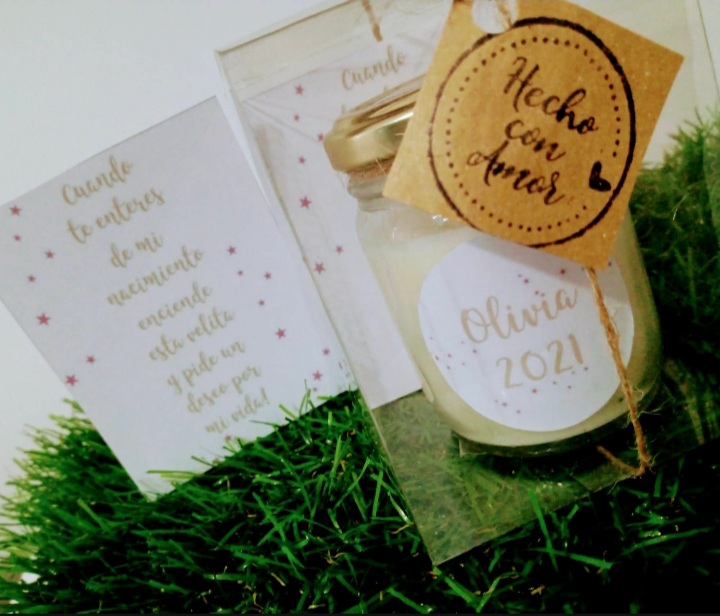 Cuando
te enteres
de mi
nacimiento
enciende
esta velita
y pide un
deseo por
mi vida!
Cuando
Hecho
con
Amor
Olivia
2021